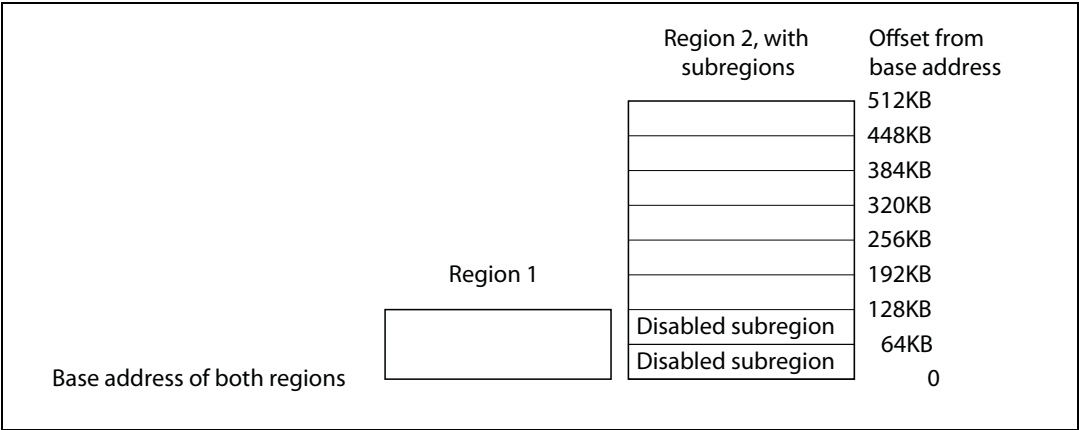 Region 2, with
subregions
Offset from
base address
512KB
448KB
384KB
320KB
256KB
Region 1
192KB
128KB
Disabled subregion
64KB
Disabled subregion
Base address of both regions
0